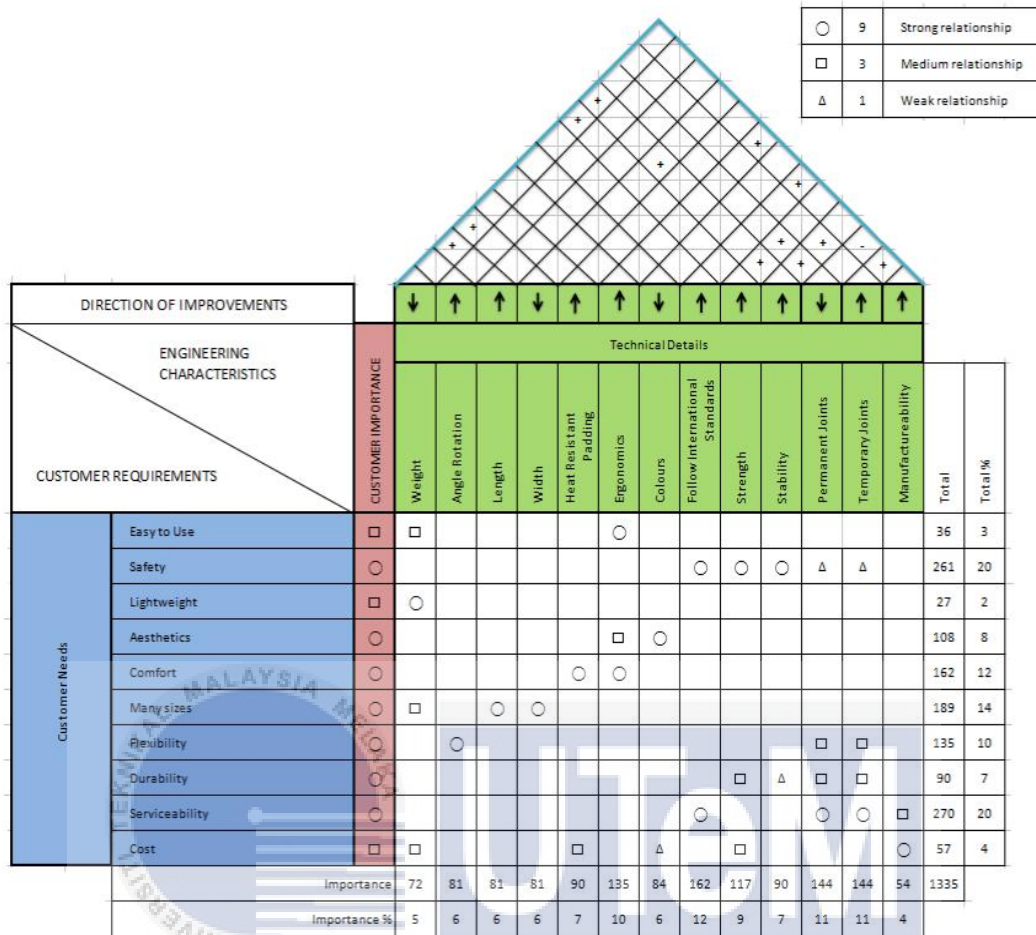 ○ 9 Strong relationship
□ 3 Medium relationship
Δ 1 Weak relationship
+
+
+
+
+
+
+
+ + -
+ + +
+
DIRECTION OF IMPROVEMENTS ↓ ↑ ↑ ↓ ↑ ↑ ↓ ↑ ↑ ↑ ↓ ↑ ↑
ENGINEERING
CHARACTERISTICS
CUSTOMER REQUIREMENTS
CUSTOMER IMPORTANCE
Technical Details
Weight
Angle Rotation
Length
Width
Heat Resistant
Padding
Ergonomics
Colours
Follow International
Standards
Strength
Stability
Permanent Joints
Temporary Joints
Manufactureability
Total
Total %
Customer Needs
Easy to Use □ □ ○ 36 3
Safety ○ ○ ○ ○ Δ Δ 261 20
Lightweight □ ○ 27 2
Aesthetics ○ □ ○ 108 8
Comfort ○ ○ ○ 162 12
Many sizes ○ □ ○ ○ 189 14
Flexibility ○ ○ □ □ 135 10
Durability ○ □ Δ □ □ 90 7
Serviceability ○ ○ ○ ○ □ 270 20
Cost □ □ □ Δ □ ○ 57 4
Importance 72 81 81 81 90 135 84 162 117 90 144 144 54 1335
Importance % 5 6 6 6 7 10 6 12 9 7 11 11 4
UTeM